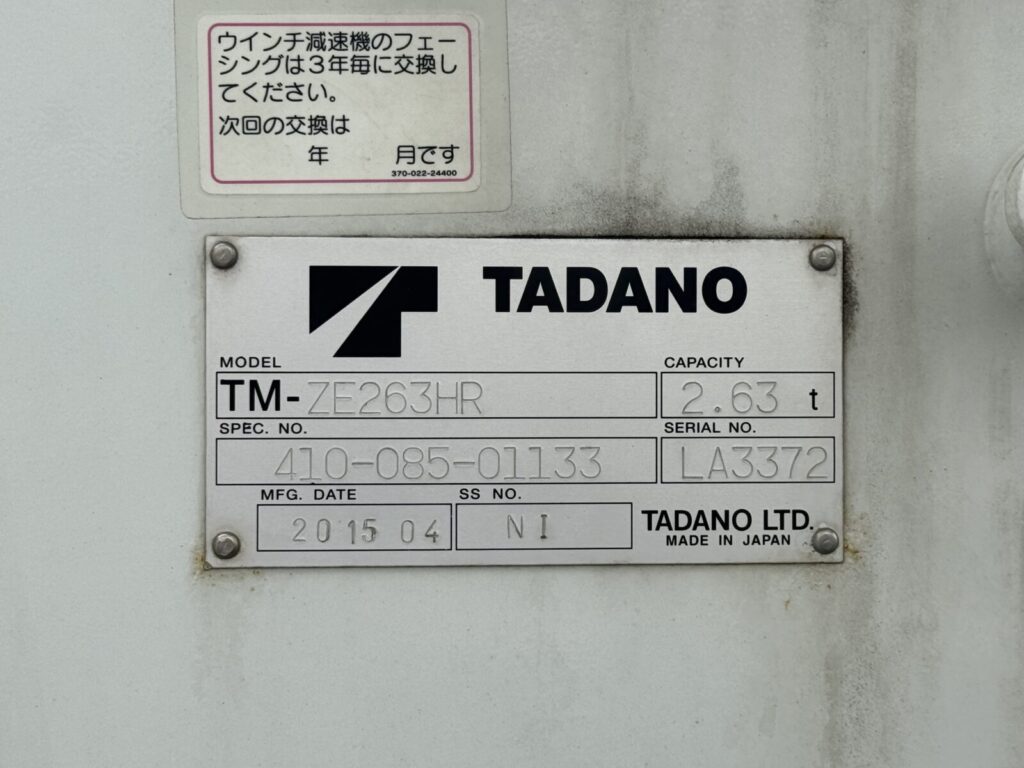 ウインチ減速機のフェー
シングは3年毎に交換し
てください。
次回の交換は
年 月です
370-022-24400
TADANO
MODEL CAPACITY
TM-ZE263HR 2.63 t
SPEC. NO. SERIAL NO.
410-085-01133 LA3372
MFG. DATE SS NO.
2015 04 NI TADANO LTD.
MADE IN JAPAN